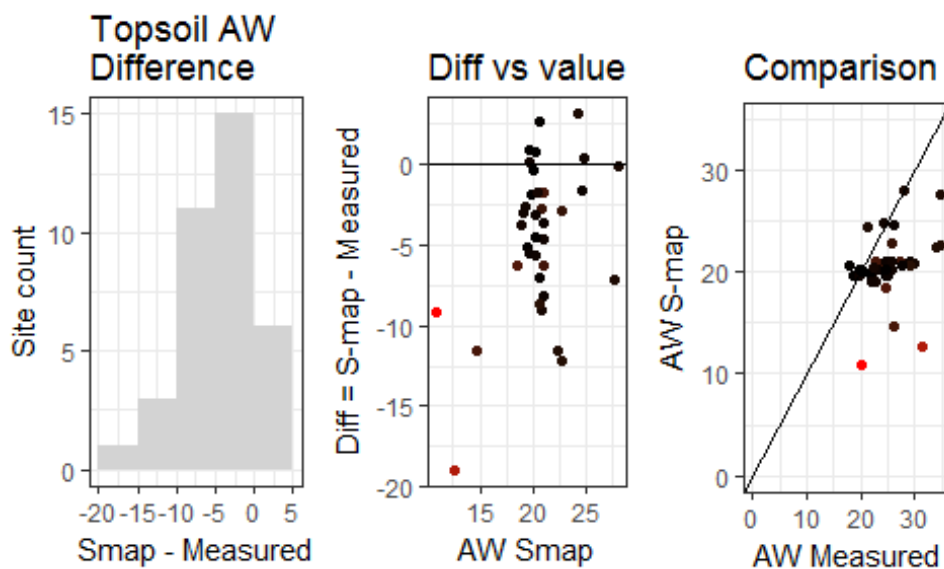 Topsoil AW
Difference
Site count
15
10
5
0
-20 -15 -10 -5 0 5
Smap - Measured
Diff vs value
Diff = S-map - Measured
0
-5
-10
-15
-20
15 20 25
AW Smap
Comparison
AW S-map
30
20
10
0
0 10 20 30
AW Measured